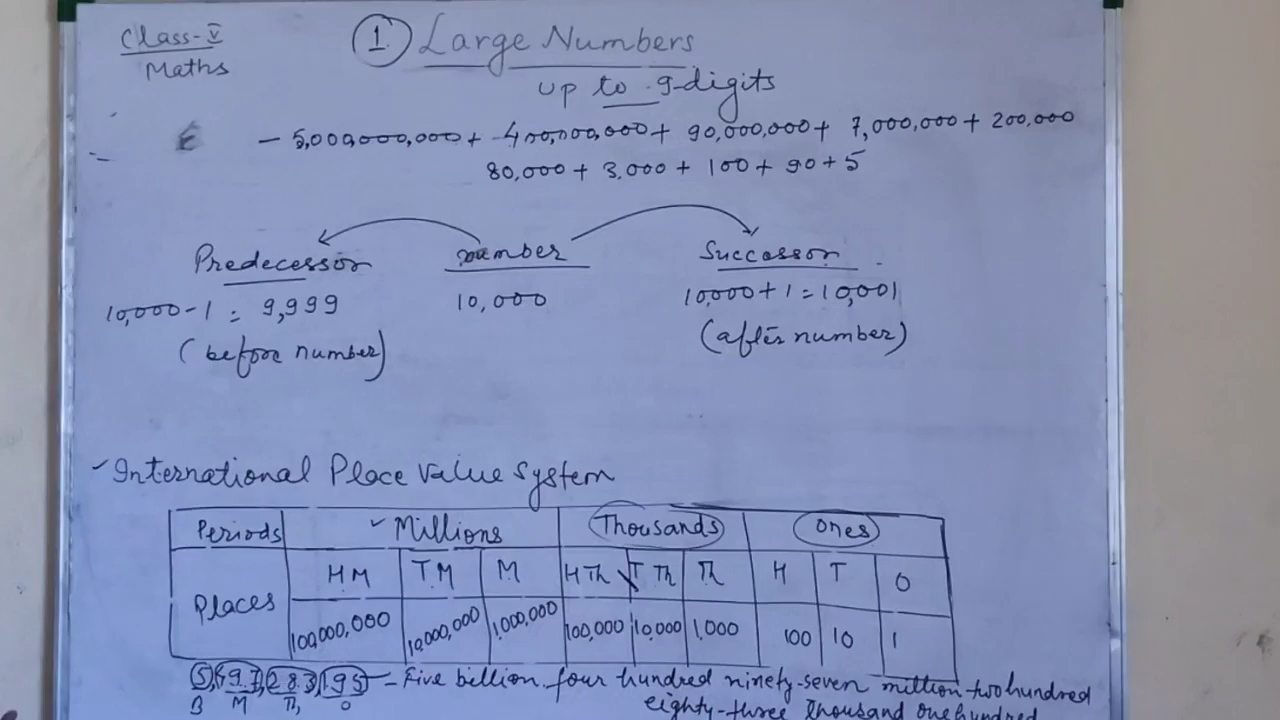 Class-V
Maths
① Large Numbers
up to 9-digits
- 5,000,000,000 + 400,000,000 + 90,000,000 + 7,000,000 + 200,000
80,000 + 3,000 + 100 + 90 + 5
Predecessor number Successor
10,000-1 = 9,999 10,000 10,000+1=10,001
(before number) (after number)
✓International Place Value System
Periods ✓Millions Thousands Ones
Places HM T.M M H Th T Th Th H T O
100,000,000 10,000,000 1,000,000 100,000 10,000 1,000 100 10 1
5,497,283,195 - Five billion four hundred ninety-seven million two hundred
B M Th O eighty-three thousand one hundred